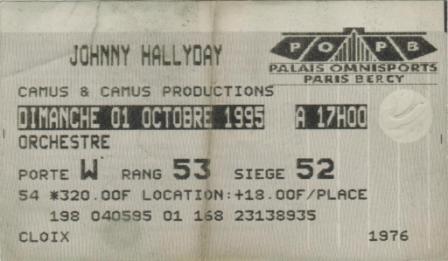 JOHNNY HALLYDAY
POPB
PALAIS OMNISPORTS
PARIS BERCY
CAMUS & CAMUS PRODUCTIONS
DIMANCHE 01 OCTOBRE 1995 A 17H00
ORCHESTRE
PORTE W RANG 53 SIEGE 52
54 *320.00F LOCATION:+18.00F/PLACE
198 040595 01 168 23138935
CLOIX 1976